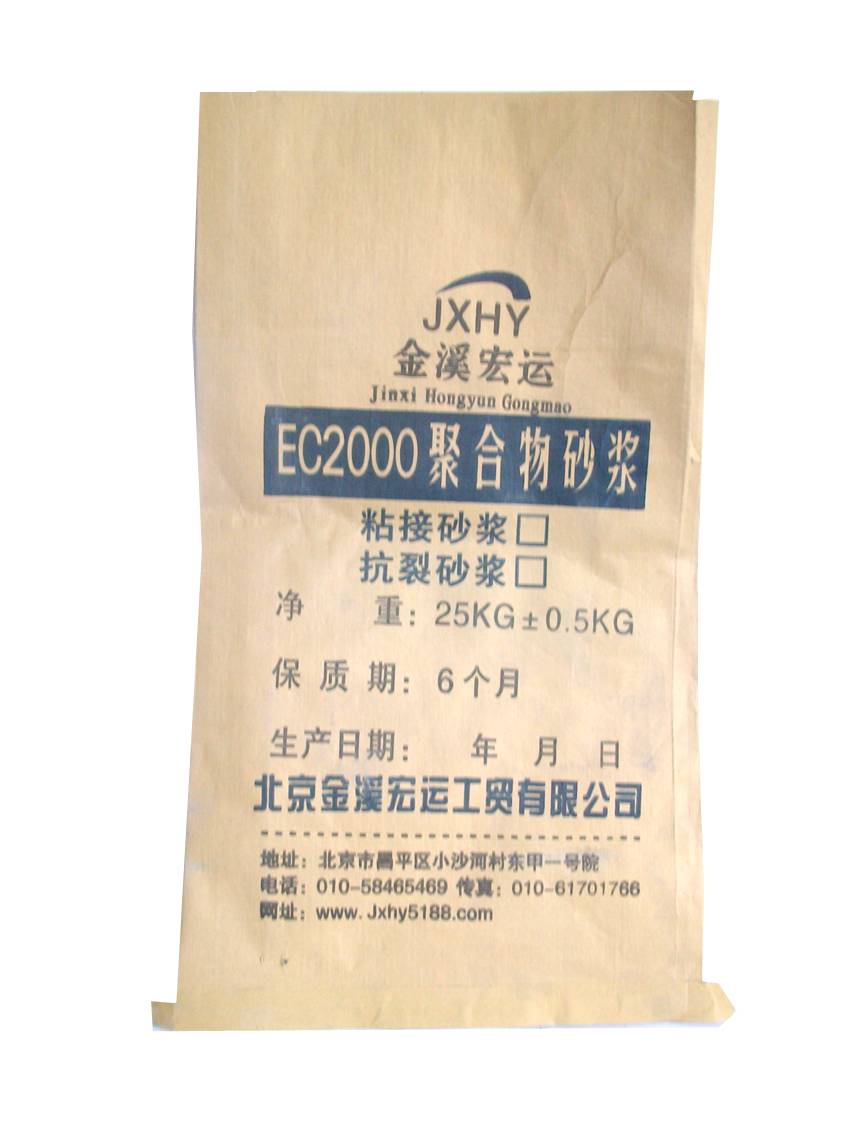 JXHY
金溪宏运
Jinxi Hongyun Gongmao
EC2000聚合物砂浆
粘接砂浆□
抗裂砂浆□
净 重：25KG±0.5KG
保质期：6个月
生产日期： 年 月 日
北京金溪宏运工贸有限公司
地址：北京市昌平区小沙河村东甲一号院
电话：010-58465469 传真：010-61701766
网址：www.Jxhy5188.com